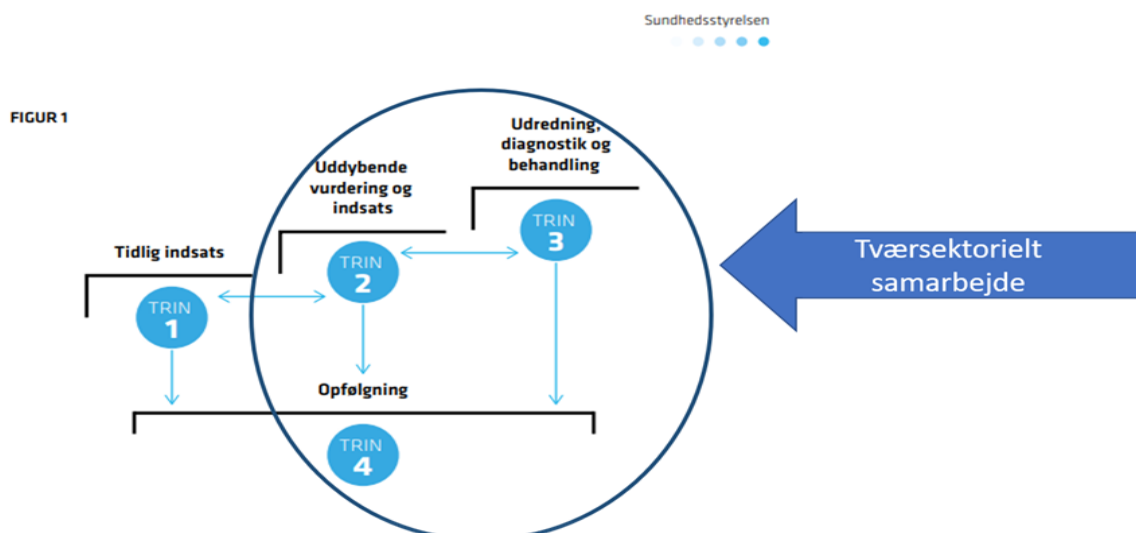 Sundhedsstyrelsen
FIGUR 1
Udredning,
diagnostik og
behandling
Uddybende
vurdering og
indsats
Tidlig indsats
TRIN
1
TRIN
2
TRIN
3
Tværsektorielt
samarbejde
Opfølgning
TRIN
4